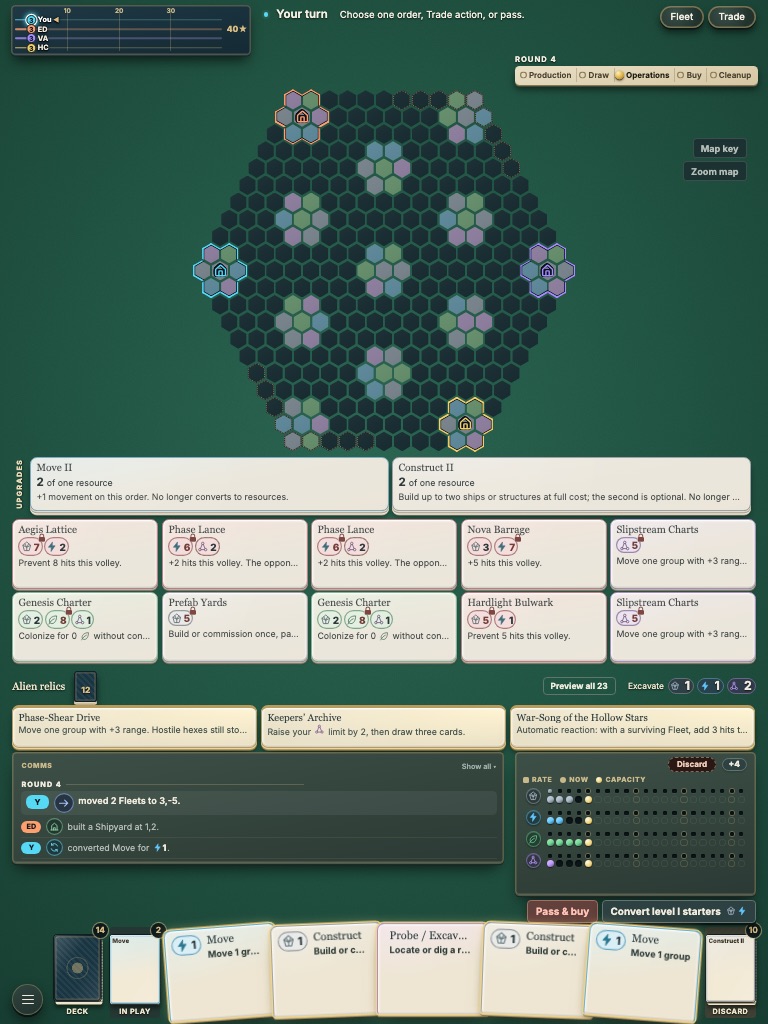 10 20 30
3 You
3 ED
3 VA
3 HC
40★
Your turn Choose one order, Trade action, or pass.
Fleet Trade
ROUND 4
Production Draw Operations Buy Cleanup
Map key
Zoom map
UPGRADES
Move II
2 of one resource
+1 movement on this order. No longer converts to resources.
Construct II
2 of one resource
Build up to two ships or structures at full cost; the second is optional. No longer ...
Aegis Lattice
7 2
Prevent 8 hits this volley.
Phase Lance
6 2
+2 hits this volley. The oppon...
Phase Lance
6 2
+2 hits this volley. The oppon...
Nova Barrage
3 7
+5 hits this volley.
Slipstream Charts
5
Move one group with +3 rang...
Genesis Charter
2 8 1
Colonize for 0 without con...
Prefab Yards
5
Build or commission once, pa...
Genesis Charter
2 8 1
Colonize for 0 without con...
Hardlight Bulwark
5 1
Prevent 5 hits this volley.
Slipstream Charts
5
Move one group with +3 rang...
Alien relics 12
Preview all 23
Excavate 1 1 2
Phase-Shear Drive
Move one group with +3 range. Hostile hexes still sto...
Keepers' Archive
Raise your limit by 2, then draw three cards.
War-Song of the Hollow Stars
Automatic reaction: with a surviving Fleet, add 3 hits t...
COMMS
Show all
ROUND 4
Y moved 2 Fleets to 3,-5.
ED built a Shipyard at 1,2.
Y converted Move for 1.
Discard +4
RATE NOW CAPACITY
Pass & buy
Convert level I starters
14
DECK
2
Move
IN PLAY
1 Move
Move 1 gr...
1 Construct
Build or c...
Probe / Excav...
Locate or dig a r...
1 Construct
Build or c...
1 Move
Move 1 group
10
Construct II
DISCARD